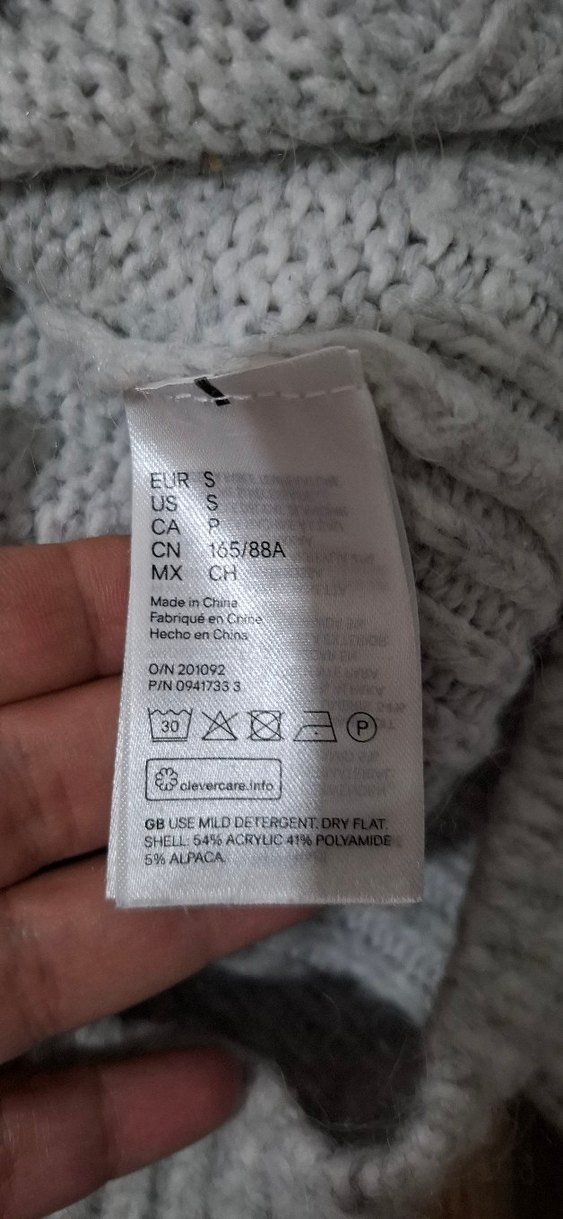 EUR S
US S
CA P
CN 165/88A
MX CH
Made in China
Fabriqué en Chine
Hecho en China
O/N 201092
P/N 0941733 3
30 P
clevercare.info
GB USE MILD DETERGENT. DRY FLAT.
SHELL: 54% ACRYLIC 41% POLYAMIDE
5% ALPACA.